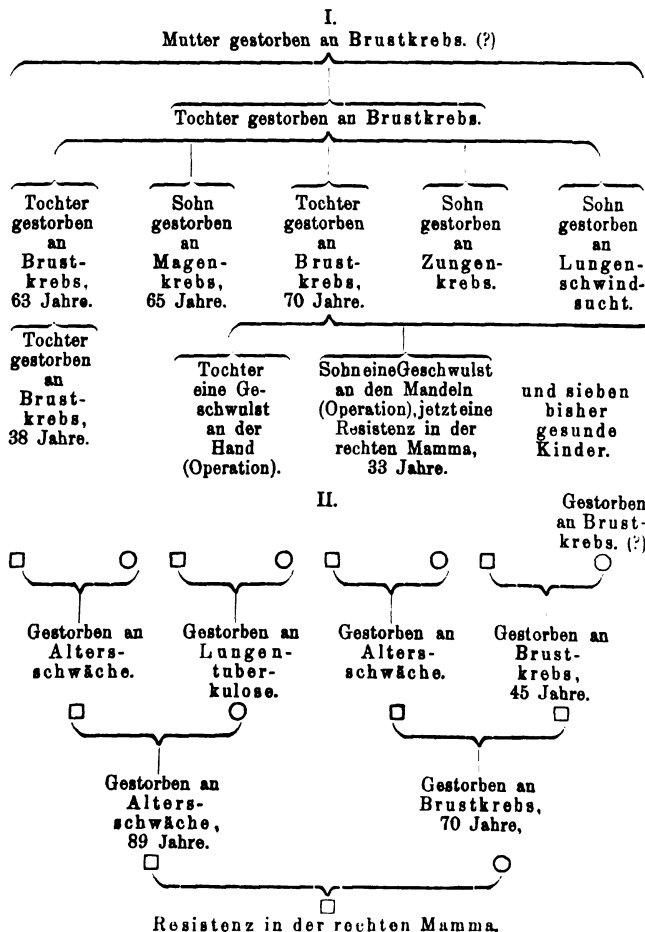 I.
Mutter gestorben an Brustkrebs. (?)
Tochter gestorben an Brustkrebs.
Tochter
gestorben
an
Brust-
krebs,
63 Jahre.
Sohn
gestorben
an
Magen-
krebs,
65 Jahre.
Tochter
gestorben
an
Brust-
krebs,
70 Jahre.
Sohn
gestorben
an
Zungen-
krebs.
Sohn
gestorben
an
Lungen-
schwind-
sucht.
Tochter
gestorben
an
Brust-
krebs,
38 Jahre.
Tochter
eine Ge-
schwulst
an der
Hand
(Operation).
Sohn eine Geschwulst
an den Mandeln
(Operation), jetzt eine
Resistenz in der
rechten Mamma,
33 Jahre.
und sieben
bisher
gesunde
Kinder.
II.
Gestorben
an Brust-
krebs. (?)
Gestorben an
Alters-
schwäche.
Gestorben an
Lungen-
tuber-
kulose.
Gestorben an
Alters-
schwäche.
Gestorben an
Brust-
krebs,
45 Jahre.
Gestorben an
Alters-
schwäche,
89 Jahre.
Gestorben an
Brustkrebs,
70 Jahre,
Resistenz in der rechten Mamma.